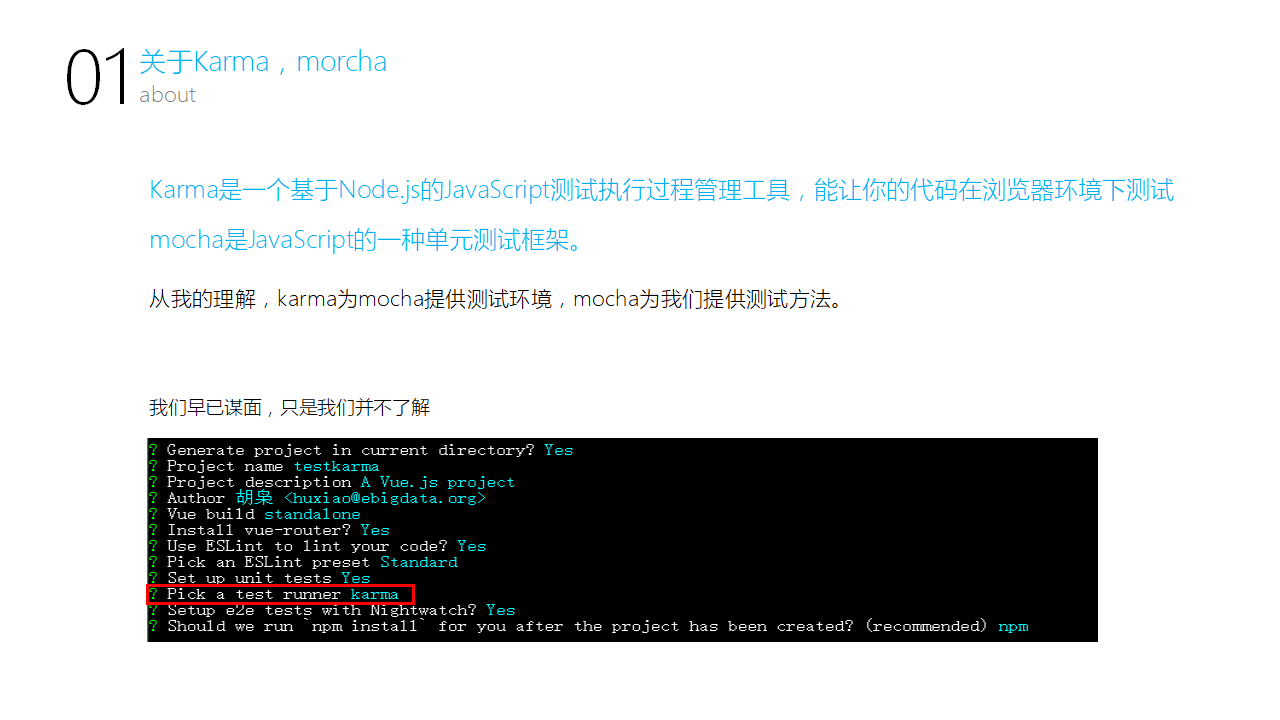 01
关于Karma，morcha
about
Karma是一个基于Node.js的JavaScript测试执行过程管理工具，能让你的代码在浏览器环境下测试
mocha是JavaScript的一种单元测试框架。
从我的理解，karma为mocha提供测试环境，mocha为我们提供测试方法。
我们早已谋面，只是我们并不了解
? Generate project in current directory? Yes
? Project name testkarma
? Project description A Vue.js project
? Author 胡枭 <huxiao@ebigdata.org>
? Vue build standalone
? Install vue-router? Yes
? Use ESLint to lint your code? Yes
? Pick an ESLint preset Standard
? Set up unit tests Yes
? Pick a test runner karma
? Setup e2e tests with Nightwatch? Yes
? Should we run `npm install` for you after the project has been created? (recommended) npm